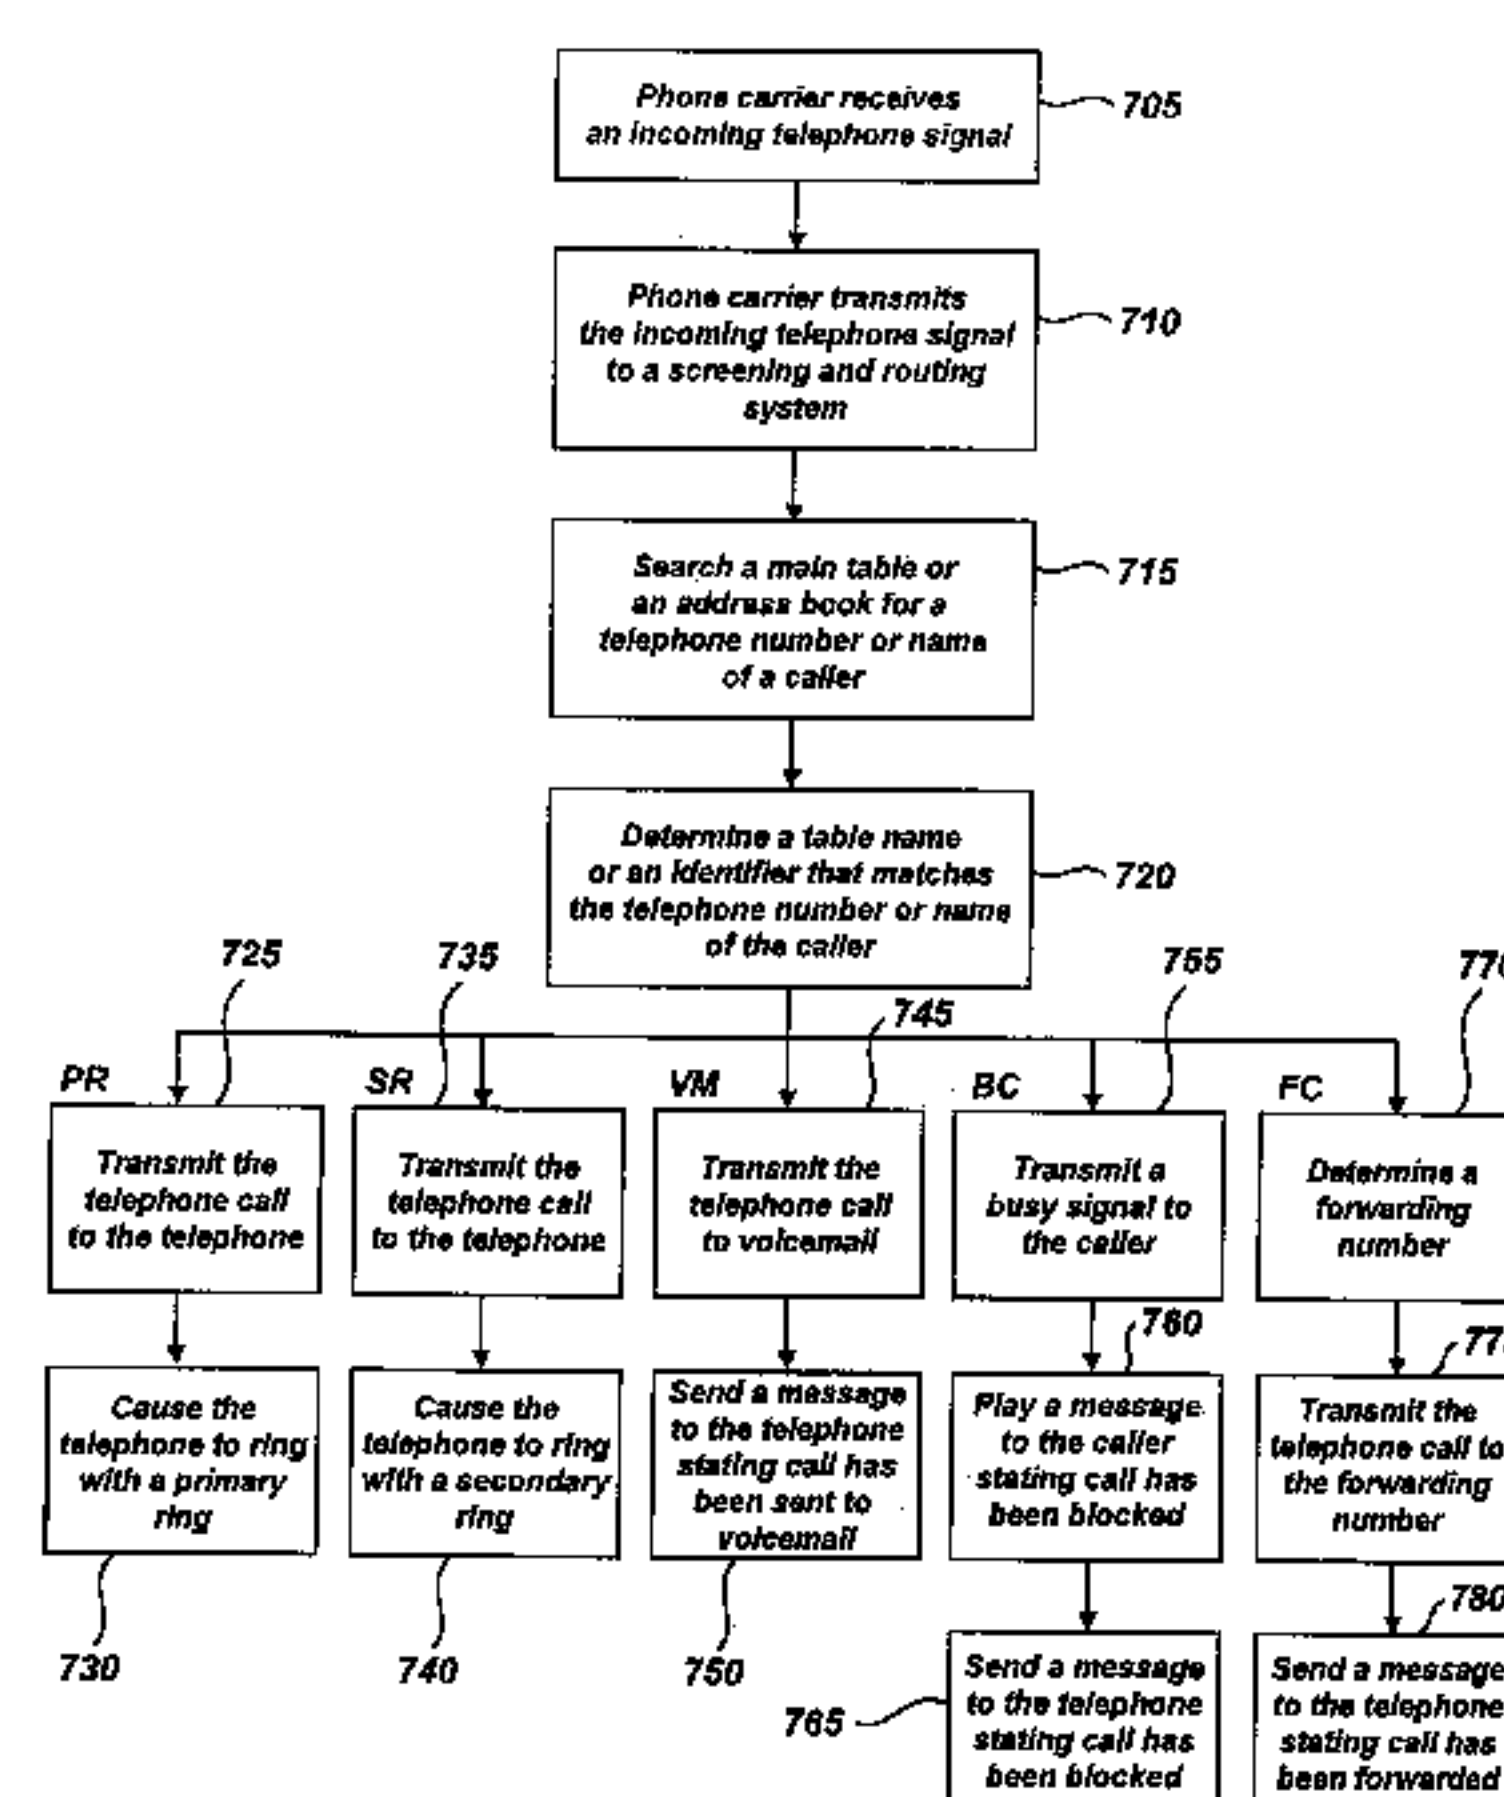 Phone carrier receives
an incoming telephone signal
705
Phone carrier transmits
the incoming telephone signal
to a screening and routing
system
710
Search a main table or
an address book for a
telephone number or name
of a caller
715
Determine a table name
or an identifier that matches
the telephone number or name
of the caller
720
725
735
745
755
PR
SR
VM
BC
FC
Transmit the
telephone call
to the telephone
Transmit the
telephone call
to the telephone
Transmit the
telephone call
to voicemail
Transmit a
busy signal to
the caller
Determine a
forwarding
number
760
Cause the
telephone to ring
with a primary
ring
Cause the
telephone to ring
with a secondary
ring
Send a message
to the telephone
stating call has
been sent to
voicemail
Play a message
to the caller
stating call has
been blocked
Transmit the
telephone call to
the forwarding
number
730
740
750
765
780
Send a message
to the telephone
stating call has
been blocked
Send a message
to the telephone
stating call has
been forwarded